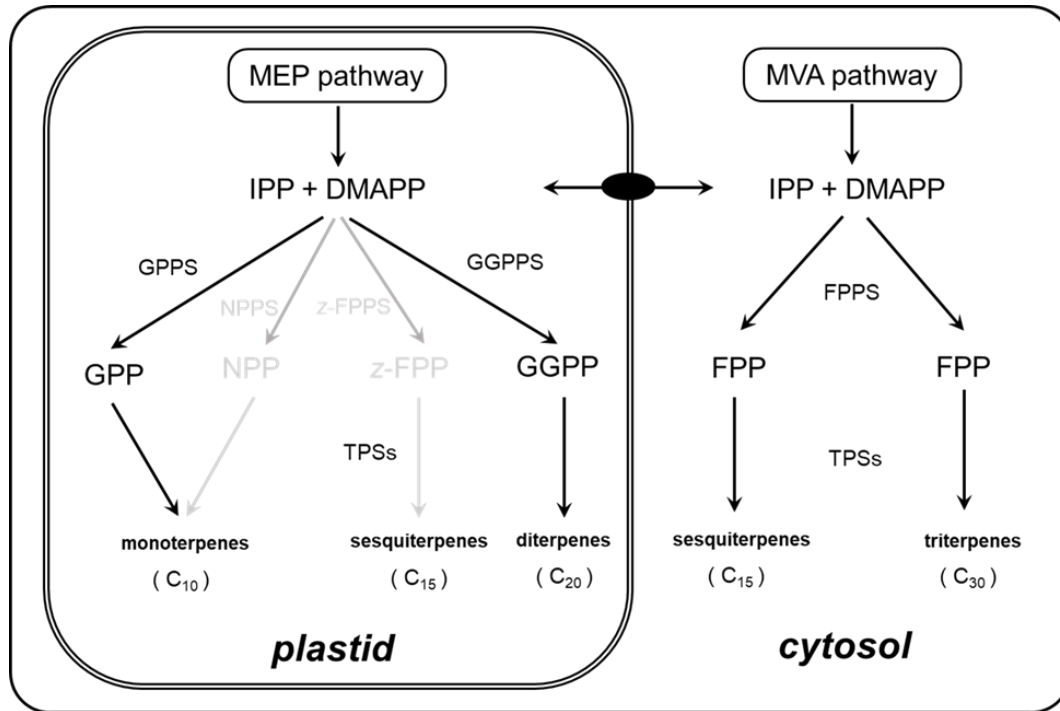 MEP pathway
MVA pathway
IPP + DMAPP
IPP + DMAPP
GPPS
NPPS
z-FPPS
GGPPS
FPPS
GPP
NPP
z-FPP
GGPP
FPP
FPP
TPSs
TPSs
monoterpenes
sesquiterpenes
diterpenes
sesquiterpenes
triterpenes
( C₁₀ )
( C₁₅ )
( C₂₀ )
( C₁₅ )
( C₃₀ )
plastid
cytosol